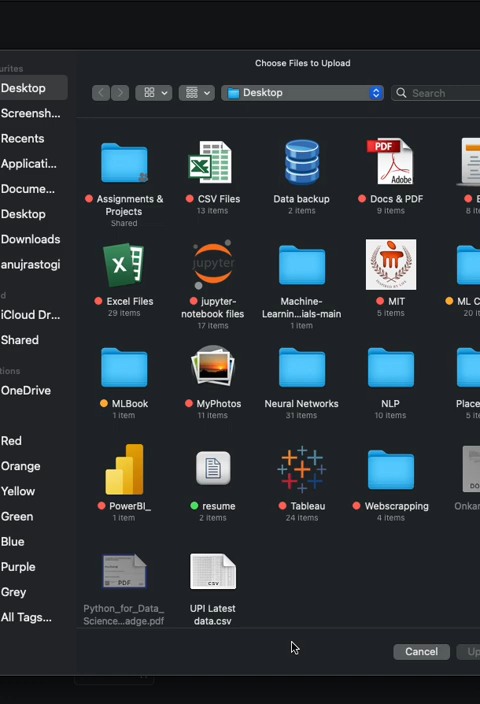 Choose Files to Upload
urites
Desktop
Screensh...
Recents
Applicati...
Docume...
Desktop
Downloads
anujrastogi
d
iCloud Dr...
Shared
tions
OneDrive
Red
Orange
Yellow
Green
Blue
Purple
Grey
All Tags...
Desktop
Search
PDF
Adobe
Assignments &
Projects
Shared
CSV Files
13 items
Data backup
2 items
Docs & PDF
9 items
E
8 it
jupyter
Excel Files
29 items
jupyter-
notebook files
17 items
Machine-
Learnin...ials-main
1 item
MIT
5 items
ML C
20 it
MLBook
1 item
MyPhotos
11 items
Neural Networks
31 items
NLP
10 items
Place
5 it
DO
PowerBI_
1 item
resume
2 items
Tableau
24 items
Webscrapping
4 items
Onkar
PDF
CSV
Python_for_Data_
Science...adge.pdf
UPI Latest
data.csv
Cancel
Up